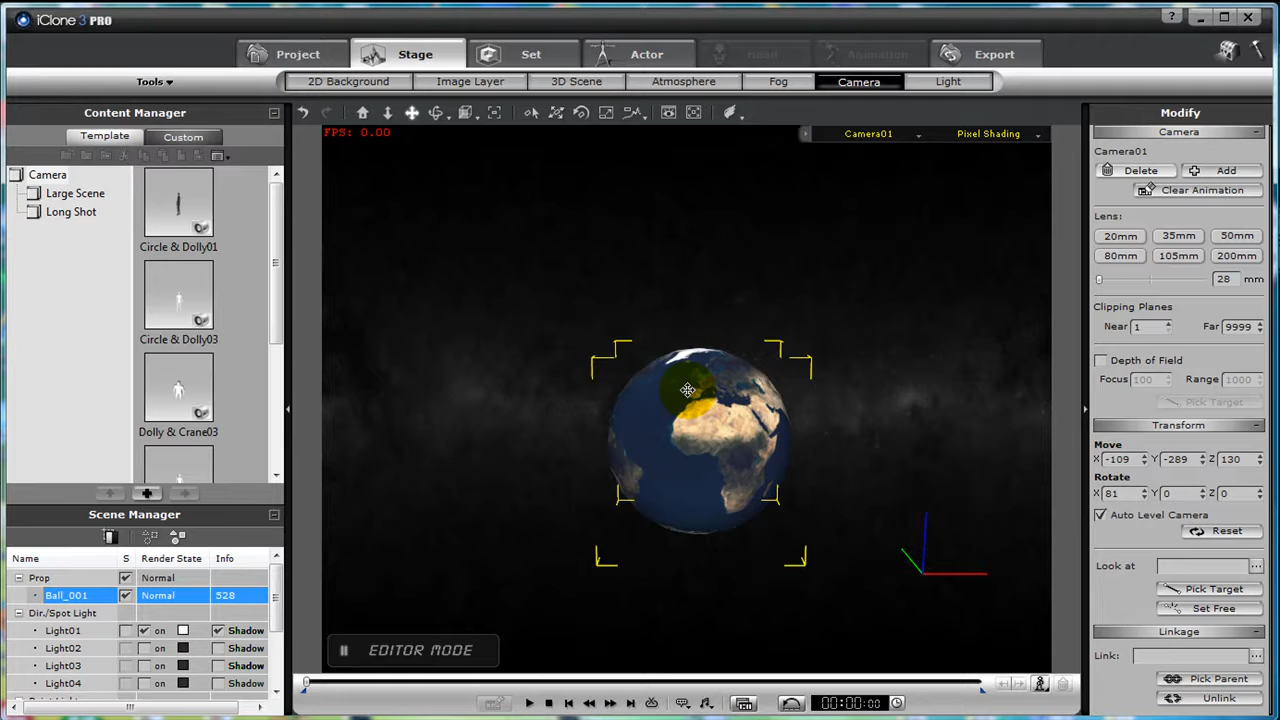 iClone 3 PRO
?
Project
Stage
Set
Actor
Head
Animation
Export
Tools
2D Background
Image Layer
3D Scene
Atmosphere
Fog
Camera
Light
Content Manager
Template
Custom
Camera
Large Scene
Long Shot
Circle & Dolly01
Circle & Dolly03
Dolly & Crane03
Scene Manager
Name S Render State Info
Prop Normal
Ball_001 Normal 528
Dir./Spot Light
Light01 on Shadow
Light02 on Shadow
Light03 on Shadow
Light04 on Shadow
FPS: 0.00
Camera01
Pixel Shading
EDITOR MODE
00:00:00
Modify
Camera
Camera01
Delete
Add
Clear Animation
Lens:
20mm 35mm 50mm
80mm 105mm 200mm
28 mm
Clipping Planes
Near 1 Far 9999
Depth of Field
Focus 100 Range 1000
Pick Target
Transform
Move
X -109 Y -289 Z 130
Rotate
X 81 Y 0 Z 0
Auto Level Camera
Reset
Look at
Pick Target
Set Free
Linkage
Link:
Pick Parent
Unlink